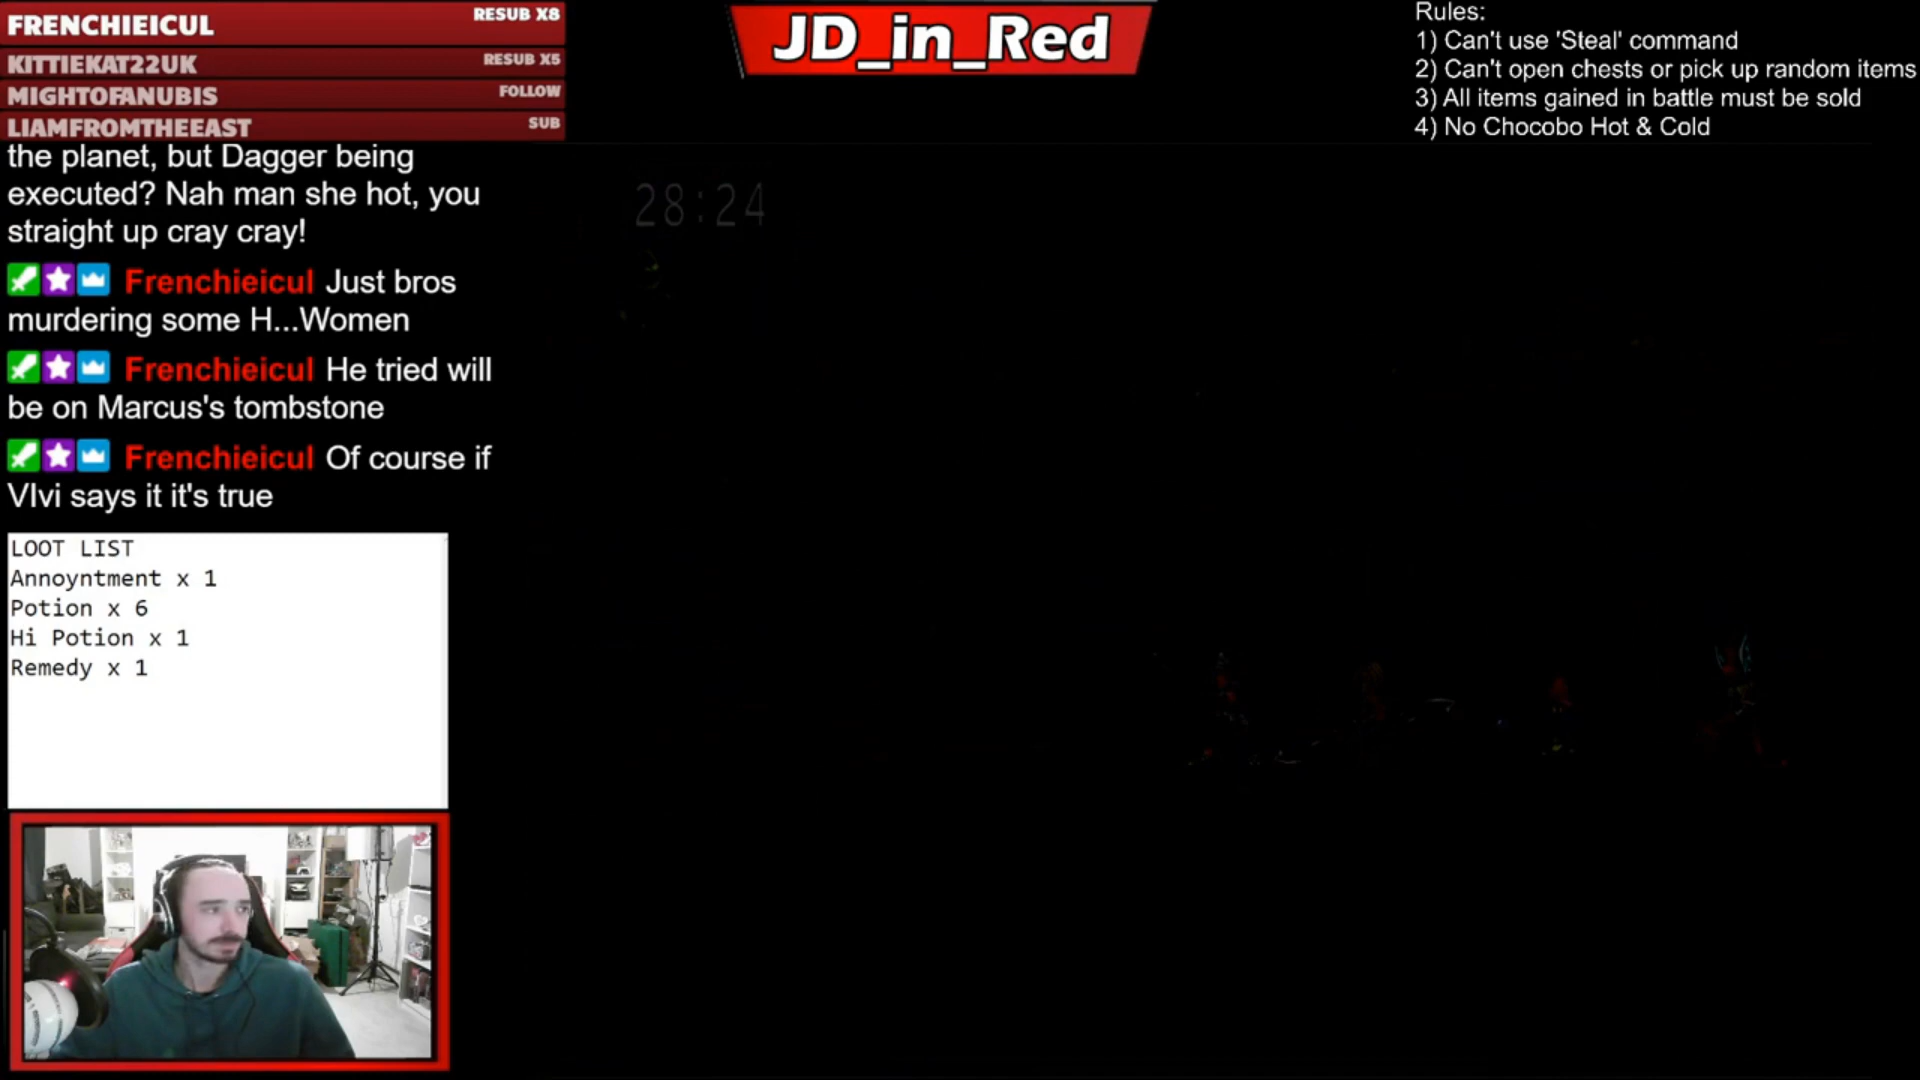 FRENCHIEICUL RESUB X8
KITTIEKAT22UK RESUB X5
MIGHTOFANUBIS FOLLOW
LIAMFROMTHEEAST SUB
the planet, but Dagger being
executed? Nah man she hot, you
straight up cray cray!
Frenchieicul Just bros
murdering some H...Women
Frenchieicul He tried will
be on Marcus's tombstone
Frenchieicul Of course if
VIvi says it it's true
LOOT LIST
Annoyntment x 1
Potion x 6
Hi Potion x 1
Remedy x 1
JD_in_Red
28:24
Rules:
1) Can't use 'Steal' command
2) Can't open chests or pick up random items
3) All items gained in battle must be sold
4) No Chocobo Hot & Cold